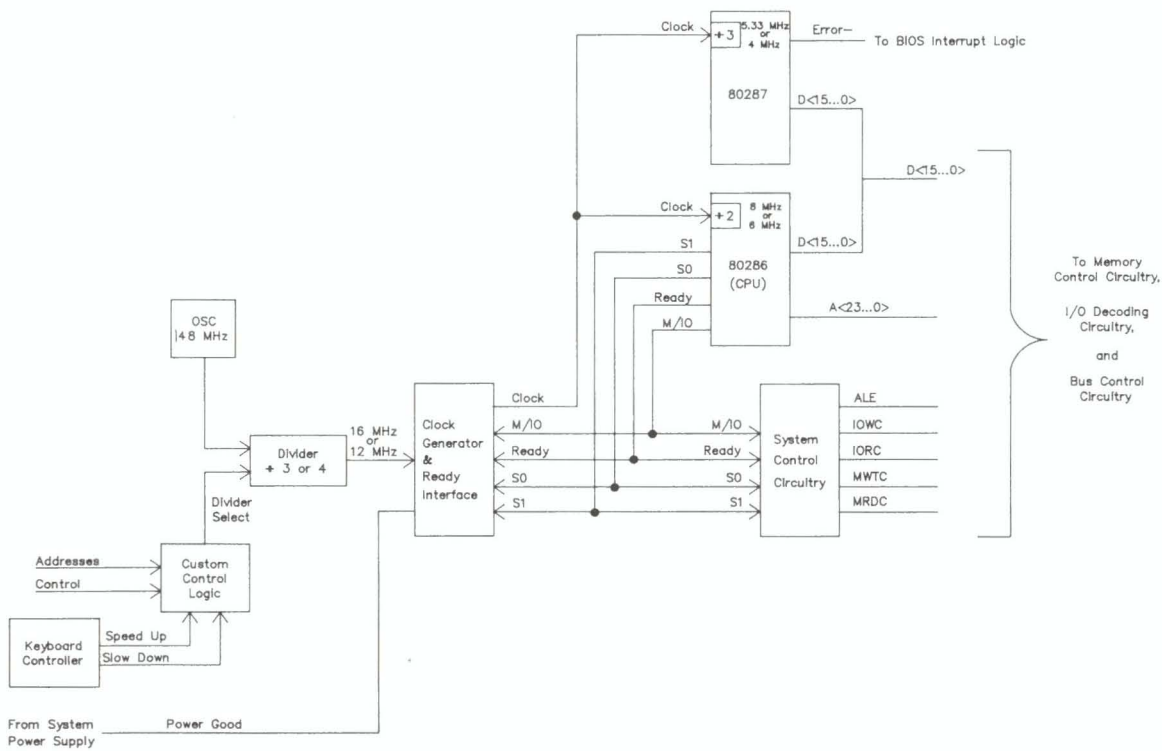 Clock
+3
5.33 MHz
or
4 MHz
Error–
To BIOS Interrupt Logic
80287
D<15...0>
D<15...0>
Clock
+2
8 MHz
or
6 MHz
S1
D<15...0>
S0
80286
(CPU)
Ready
A<23...0>
M/IO
To Memory
Control Circuitry,
I/O Decoding
Circuitry,
and
Bus Control
Circuitry
OSC
48 MHz
Divider
+ 3 or 4
16 MHz
or
12 MHz
Clock
Generator
&
Ready
Interface
Clock
M/IO
Ready
S0
S1
M/IO
Ready
S0
S1
System
Control
Circuitry
ALE
IOWC
IORC
MWTC
MRDC
Divider
Select
Addresses
Control
Custom
Control
Logic
Keyboard
Controller
Speed Up
Slow Down
From System
Power Supply
Power Good